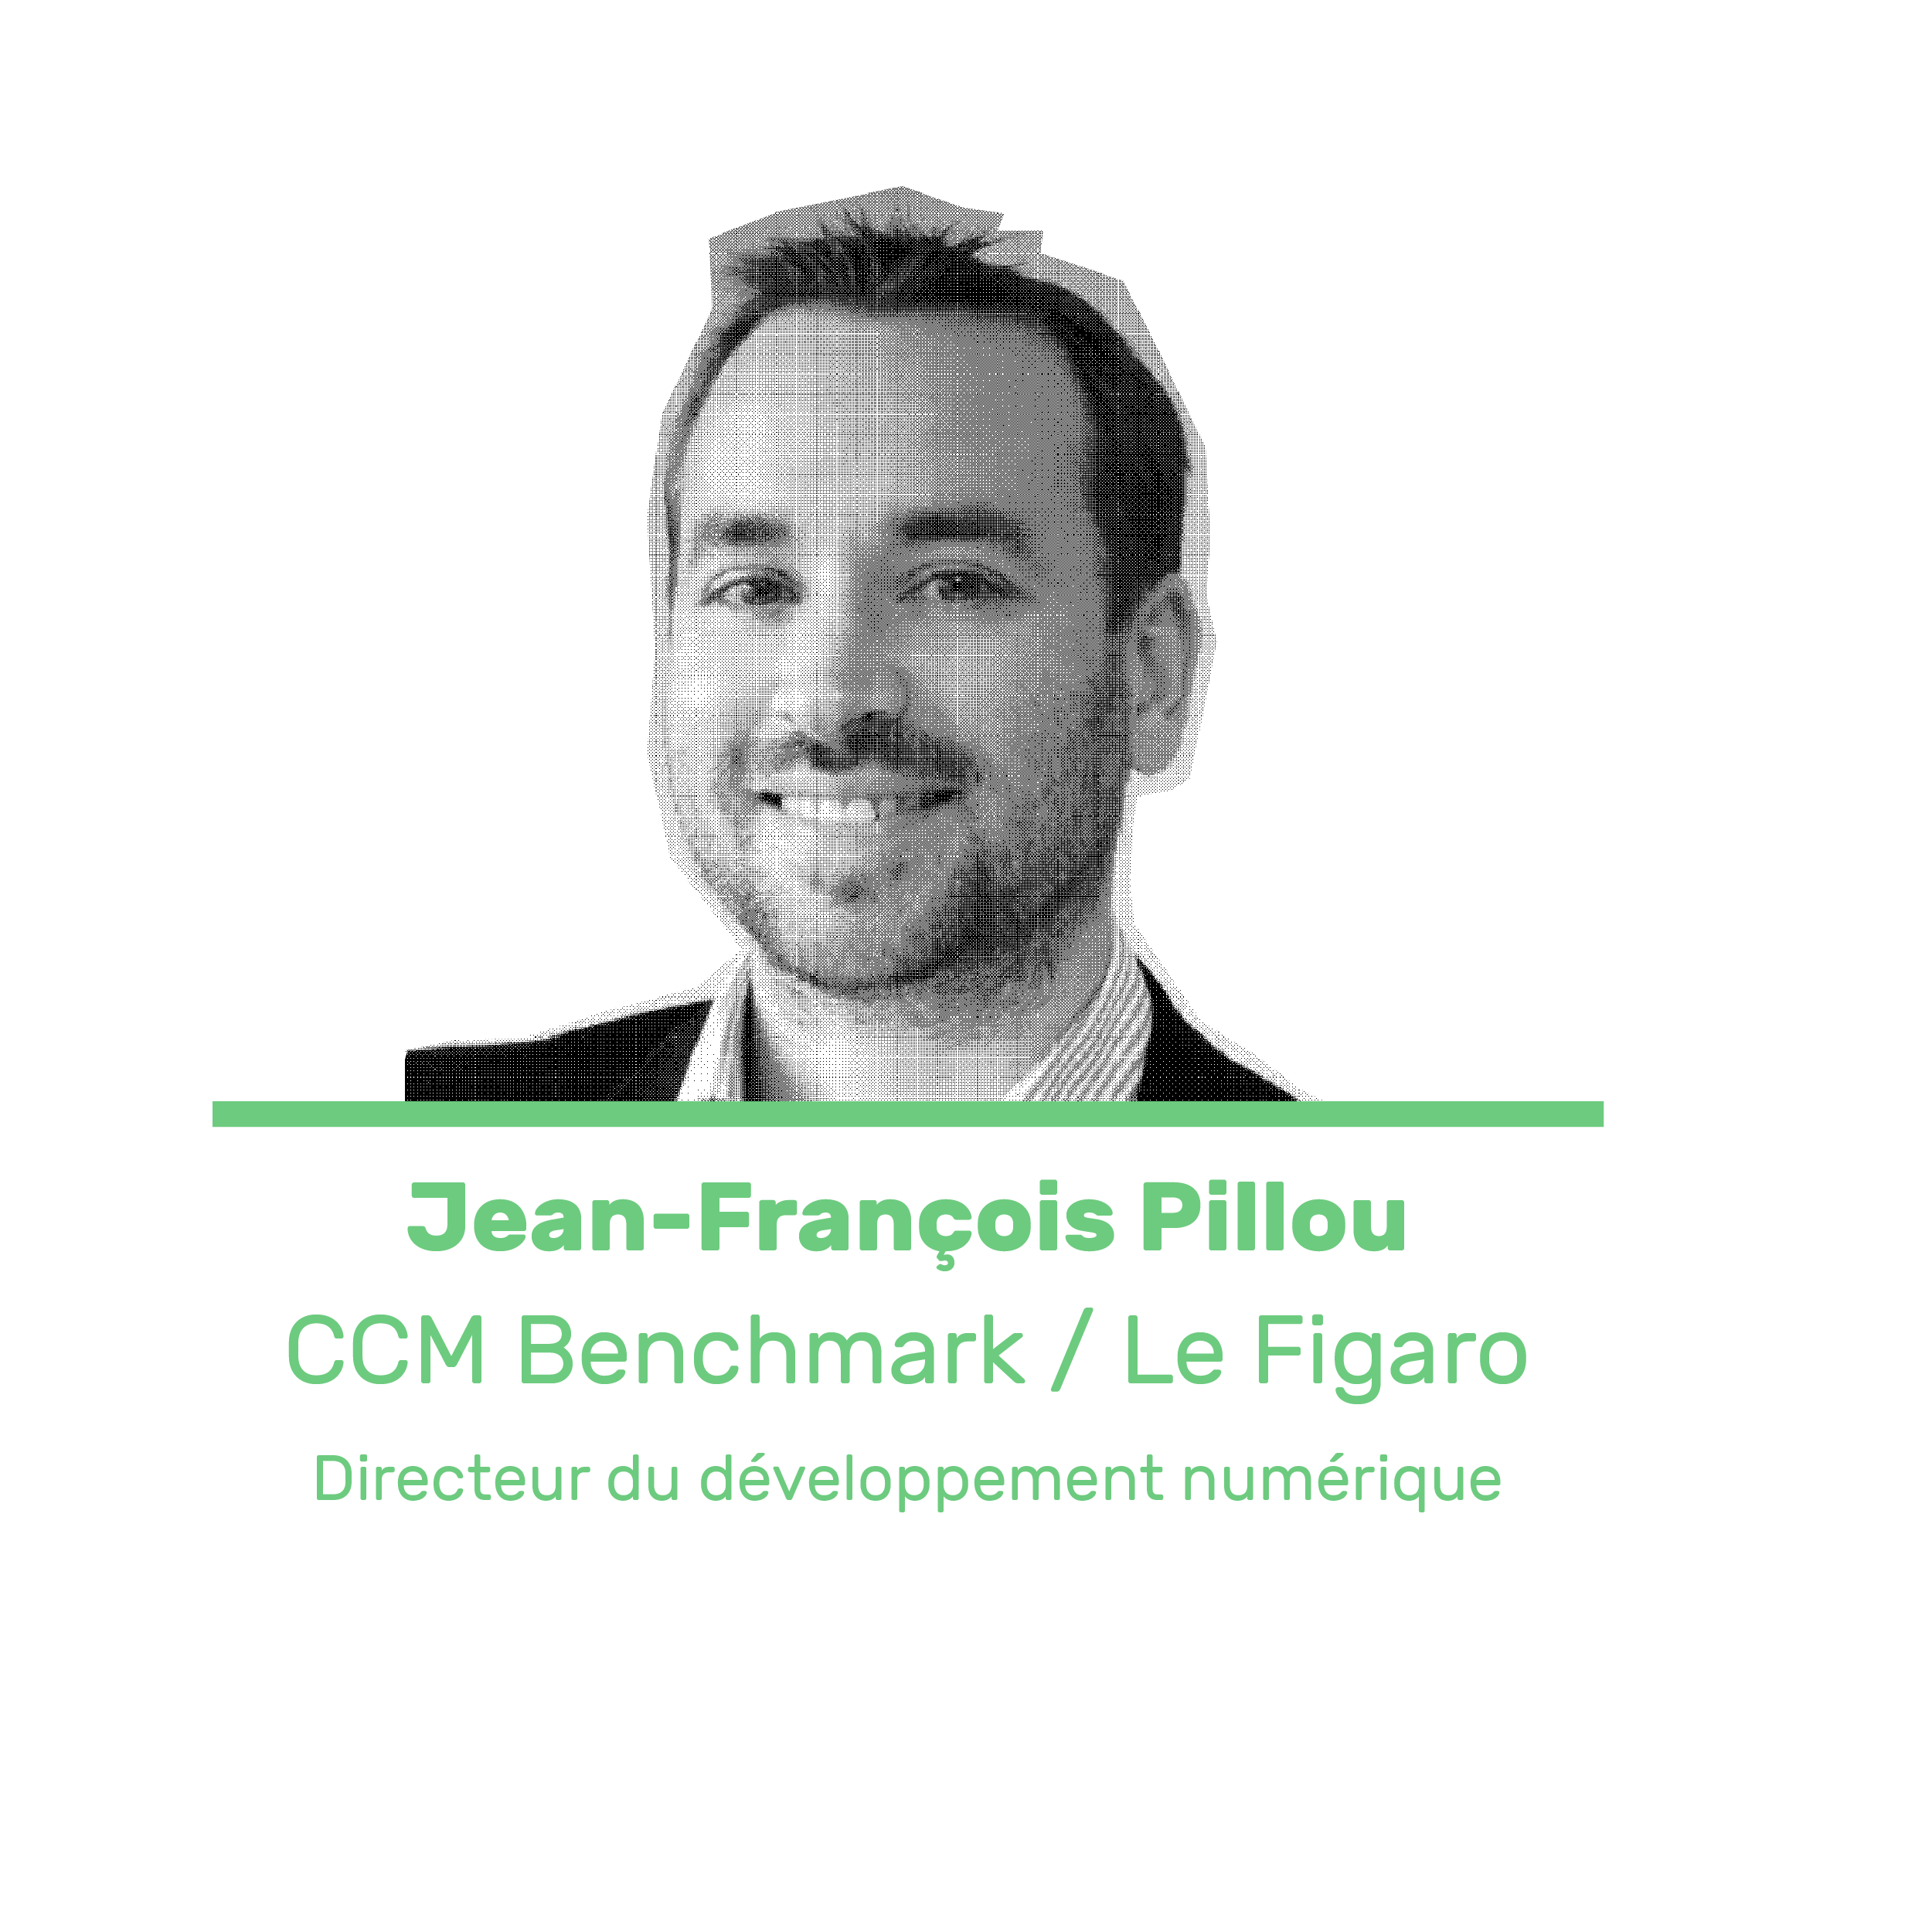 Jean-François Pillou
CCM Benchmark / Le Figaro
Directeur du développement numérique